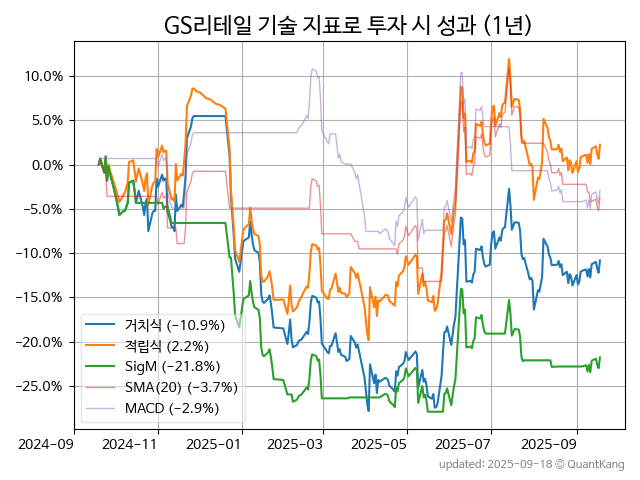 GS리테일 기술 지표로 투자 시 성과 (1년)
10.0%
5.0%
0.0%
−5.0%
−10.0%
−15.0%
−20.0%
−25.0%
거치식 (−10.9%)
적립식 (2.2%)
SigM (−21.8%)
SMA(20) (−3.7%)
MACD (−2.9%)
2024-09 2024-11 2025-01 2025-03 2025-05 2025-07 2025-09
updated: 2025-09-18 © QuantKang